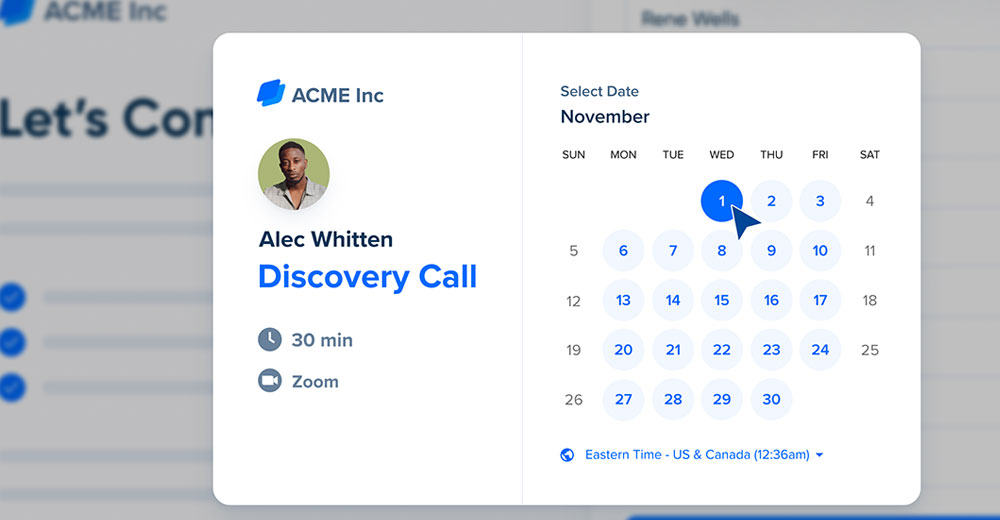 ACME Inc
Let's Con
Rene Wells
ACME Inc
Alec Whitten
Discovery Call
30 min
Zoom
Select Date
November
SUN MON TUE WED THU FRI SAT
1 2 3 4
5 6 7 8 9 10 11
12 13 14 15 16 17 18
19 20 21 22 23 24 25
26 27 28 29 30
Eastern Time - US & Canada (12:36am)